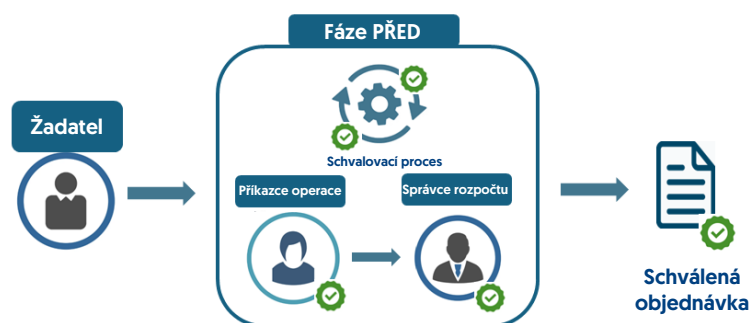 Fáze PŘED
Žadatel
Schvalovací proces
Příkazce operace
Správce rozpočtu
Schválená
objednávka